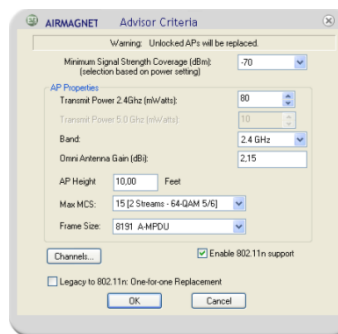 AIRMAGNET Advisor Criteria
Warning: Unlocked APs will be replaced.
Minimum Signal Strength Coverage (dBm): -70
(selection based on power setting)
AP Properties
Transmit Power 2.4Ghz (mWatts): 80
Transmit Power 5.0 Ghz (mWatts): 10
Band: 2.4 GHz
Omni Antenna Gain (dBi): 2,15
AP Height 10,00 Feet
Max MCS: 15 [2 Streams - 64-QAM 5/6]
Frame Size: 8191 A-MPDU
Channels... Enable 802.11n support
Legacy to 802.11n: One-for-one Replacement
OK Cancel